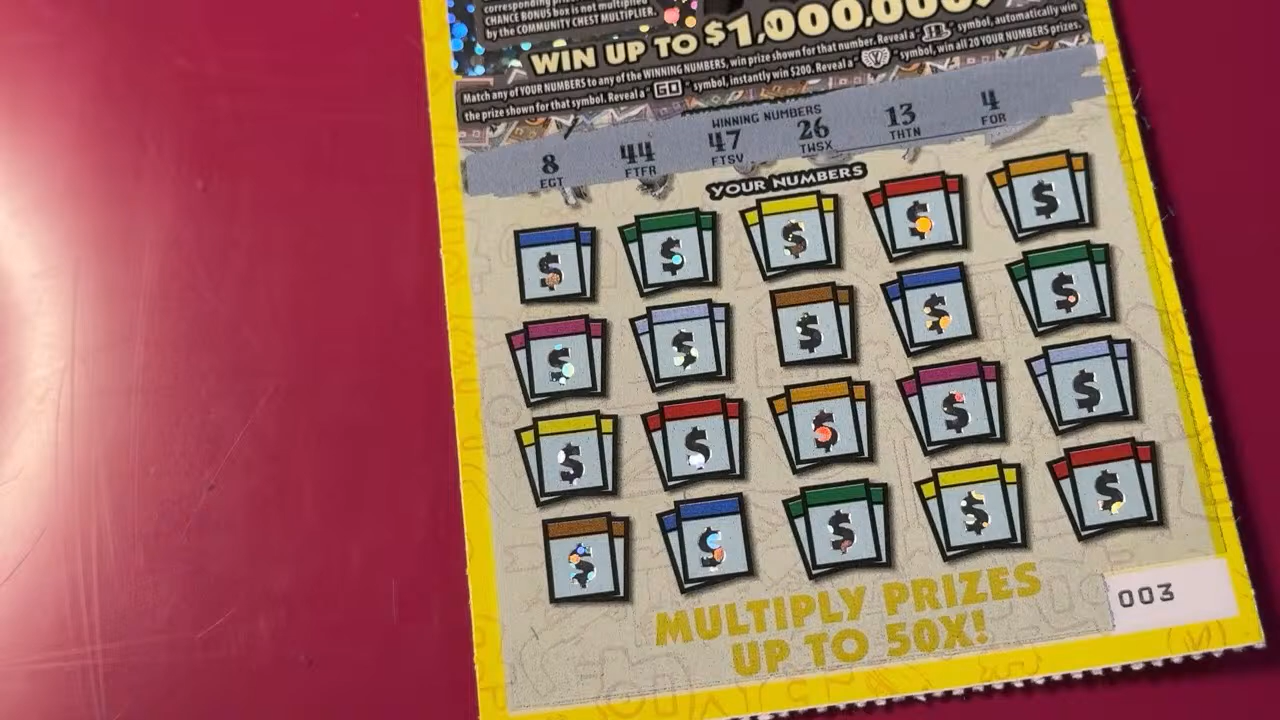 corresponding
CHANCE BONUS box is not multiplied
by the COMMUNITY CHEST MULTIPLIER.
WIN UP TO $1,000,000
Match any of YOUR NUMBERS to any of the WINNING NUMBERS, win prize shown for that number. Reveal a " " symbol, automatically win
the prize shown for that symbol. Reveal a " GO " symbol, instantly win $200. Reveal a " " symbol, win all 20 YOUR NUMBERS prizes.
WINNING NUMBERS
8 44 47 26 13 4
EGT FTFR FTSV TWSX THTN FOR
YOUR NUMBERS
$ $ $ $ $
$ $ $ $ $
$ $ $ $ $
$ $ $ $ $
MULTIPLY PRIZES
UP TO 50X!
003